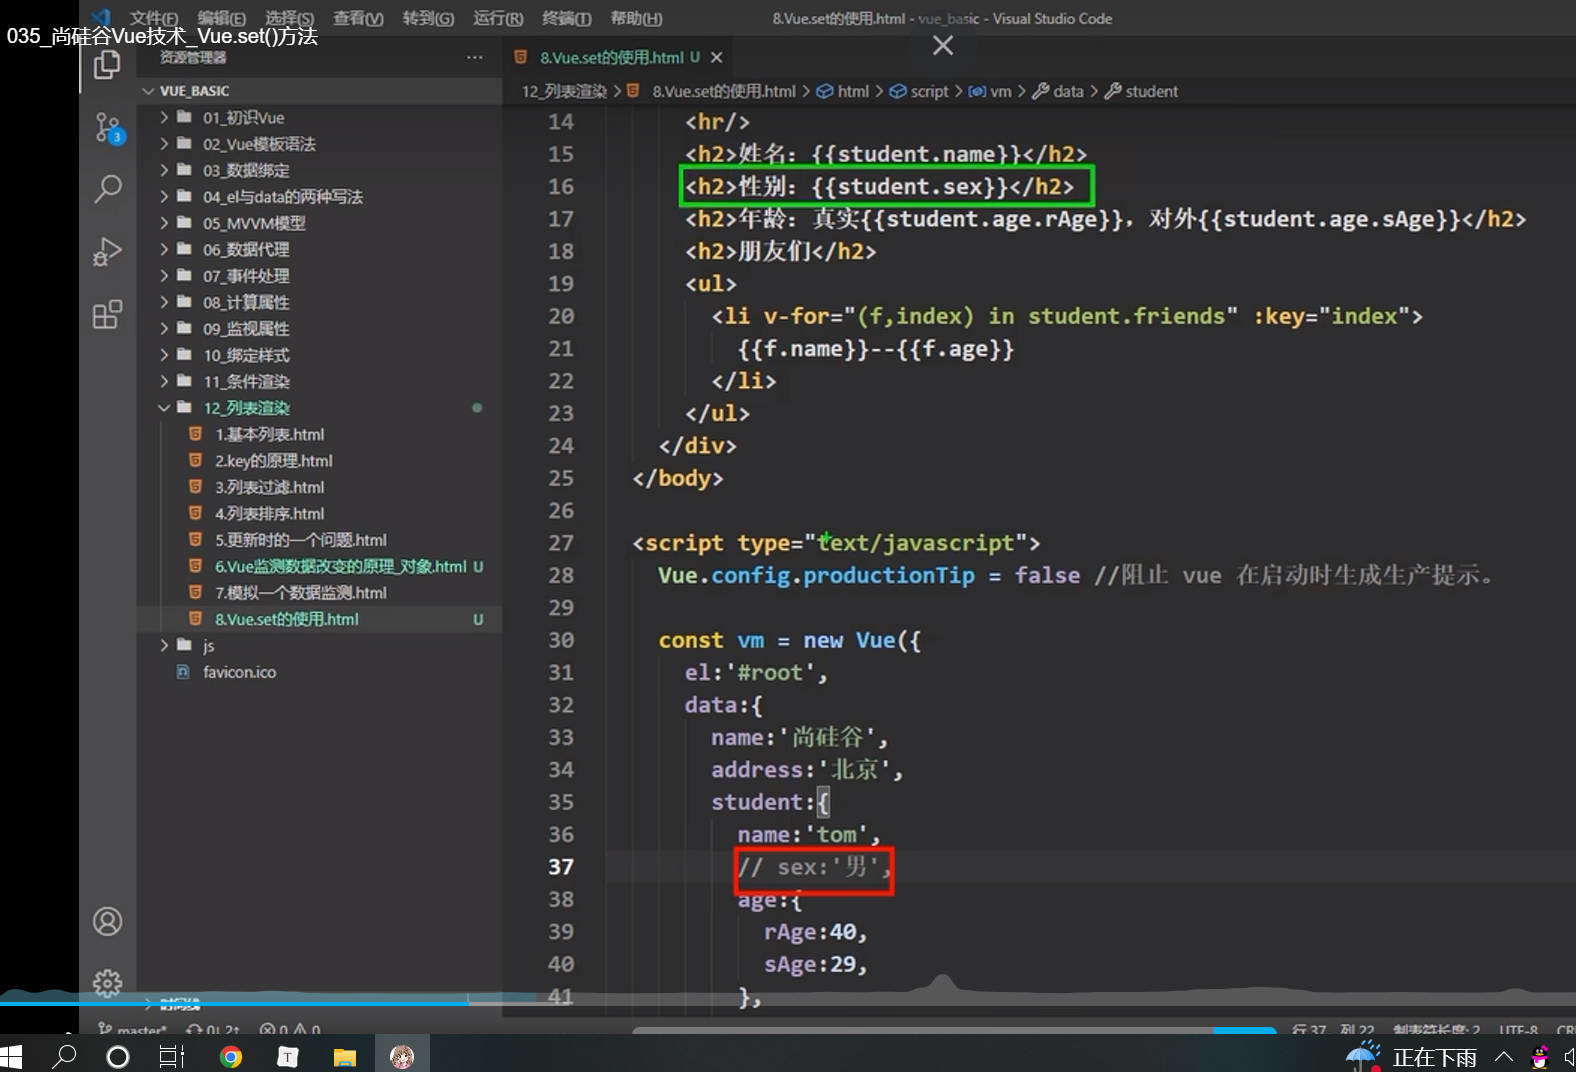 文件(F) 编辑(E) 选择(S) 查看(V) 转到(G) 运行(R) 终端(T) 帮助(H) 8.Vue.set的使用.html - vue_basic - Visual Studio Code
035_尚硅谷Vue技术_Vue.set()方法
资源管理器 ···
8.Vue.set的使用.html U
VUE_BASIC
12_列表渲染 > 8.Vue.set的使用.html > html > script > vm > data > student
3
01_初识Vue
02_Vue模板语法
03_数据绑定
04_el与data的两种写法
05_MVVM模型
06_数据代理
07_事件处理
08_计算属性
09_监视属性
10_绑定样式
11_条件渲染
12_列表渲染
1.基本列表.html
2.key的原理.html
3.列表过滤.html
4.列表排序.html
5.更新时的一个问题.html
6.Vue监测数据改变的原理_对象.html U
7.模拟一个数据监测.html
8.Vue.set的使用.html U
js
favicon.ico
时间线
14 <hr/>
15 <h2>姓名：{{student.name}}</h2>
16 <h2>性别：{{student.sex}}</h2>
17 <h2>年龄：真实{{student.age.rAge}}，对外{{student.age.sAge}}</h2>
18 <h2>朋友们</h2>
19 <ul>
20 <li v-for="(f,index) in student.friends" :key="index">
21 {{f.name}}--{{f.age}}
22 </li>
23 </ul>
24 </div>
25 </body>
26
27 <script type="text/javascript">
28 Vue.config.productionTip = false //阻止 vue 在启动时生成生产提示。
29
30 const vm = new Vue({
31 el:'#root',
32 data:{
33 name:'尚硅谷',
34 address:'北京',
35 student:{
36 name:'tom',
37 // sex:'男',
38 age:{
39 rAge:40,
40 sAge:29,
41 },
master* 0↓ 2↑ 0 0 行 37, 列 22 制表符长度: 2 UTF-8
T 正在下雨